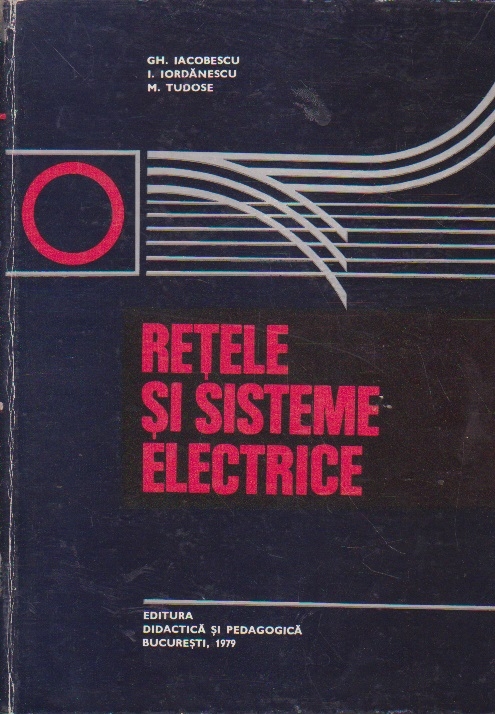 GH. IACOBESCU
I. IORDĂNESCU
M. TUDOSE
REȚELE
ȘI SISTEME
ELECTRICE
EDITURA
DIDACTICĂ ȘI PEDAGOGICĂ
BUCUREȘTI, 1979